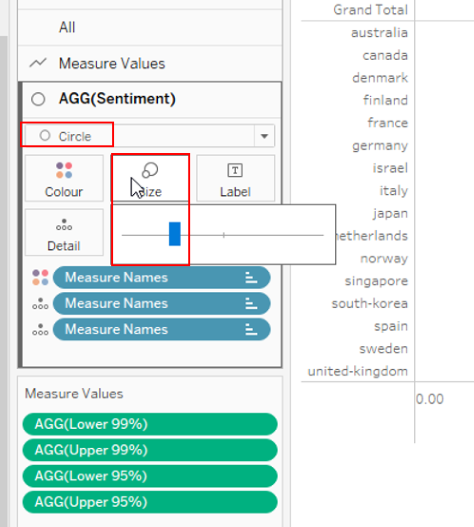 All
Measure Values
AGG(Sentiment)
Circle
Colour
Size
Label
Detail
Measure Names
Measure Names
Measure Names
Measure Values
AGG(Lower 99%)
AGG(Upper 99%)
AGG(Lower 95%)
AGG(Upper 95%)
Grand Total
australia
canada
denmark
finland
france
germany
israel
italy
japan
netherlands
norway
singapore
south-korea
spain
sweden
united-kingdom
0.00